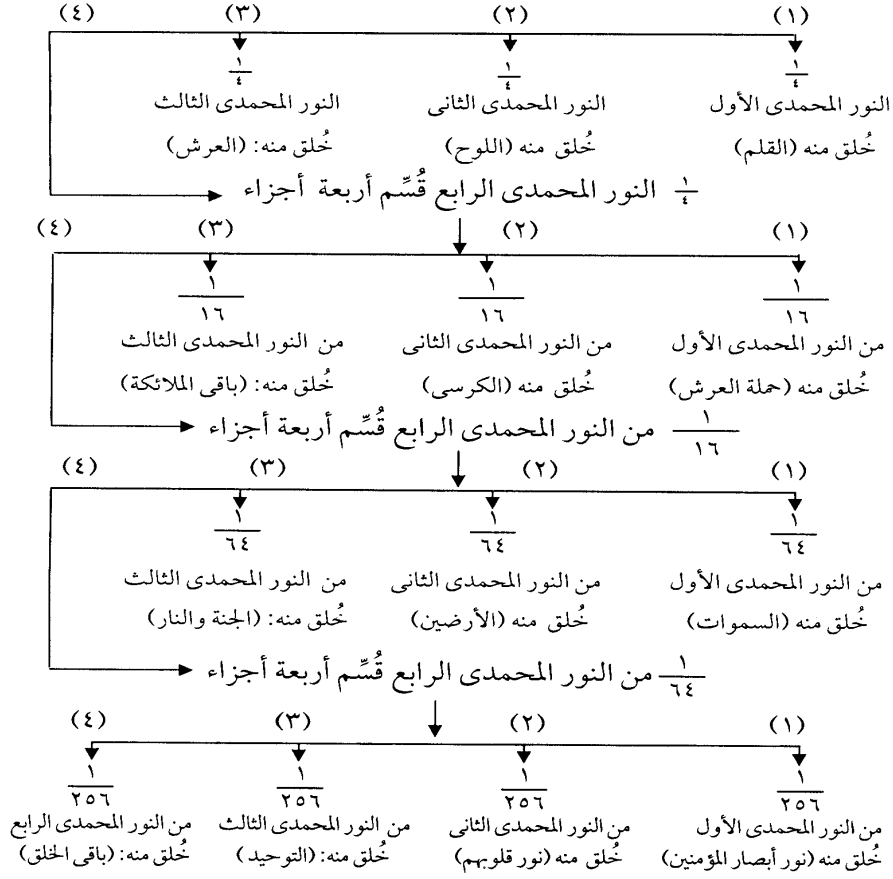 (١) (٢) (٣) (٤)
١/٤ ١/٤ ١/٤
النور المحمدى الأول النور المحمدى الثانى النور المحمدى الثالث
خُلق منه (القلم) خُلق منه (اللوح) خُلق منه: (العرش)
١/٤ النور المحمدى الرابع قُسِّم أربعة أجزاء
(١) (٢) (٣) (٤)
١/١٦ ١/١٦ ١/١٦
من النور المحمدى الأول من النور المحمدى الثانى من النور المحمدى الثالث
خُلق منه (حملة العرش) خُلق منه (الكرسى) خُلق منه: (باقى الملائكة)
١/١٦ من النور المحمدى الرابع قُسِّم أربعة أجزاء
(١) (٢) (٣) (٤)
١/٦٤ ١/٦٤ ١/٦٤
من النور المحمدى الأول من النور المحمدى الثانى من النور المحمدى الثالث
خُلق منه (السموات) خُلق منه (الأرضين) خُلق منه: (الجنة والنار)
١/٦٤ من النور المحمدى الرابع قُسِّم أربعة أجزاء
(١) (٢) (٣) (٤)
١/٢٥٦ ١/٢٥٦ ١/٢٥٦ ١/٢٥٦
من النور المحمدى الأول من النور المحمدى الثانى من النور المحمدى الثالث من النور المحمدى الرابع
خُلق منه (نور أبصار المؤمنين) خُلق منه (نور قلوبهم) خُلق منه: (التوحيد) خُلق منه: (باقى الخلق)